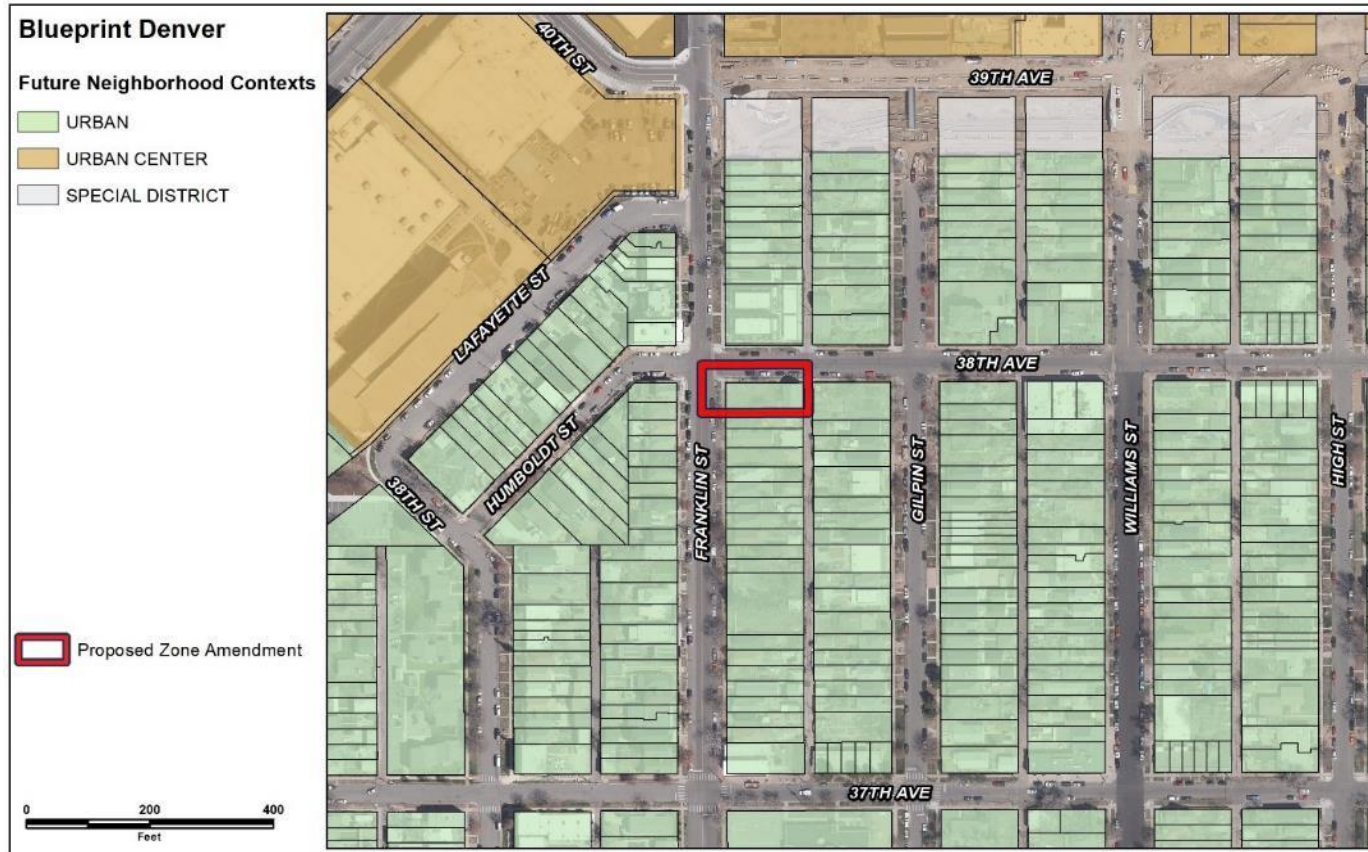 Blueprint Denver
Future Neighborhood Contexts
URBAN
URBAN CENTER
SPECIAL DISTRICT
Proposed Zone Amendment
0 200 400
Feet
40TH ST
39TH AVE
LAFAYETTE ST
38TH AVE
HUMBOLDT ST
38TH ST
FRANKLIN ST
GILPIN ST
WILLIAMS ST
HIGH ST
37TH AVE